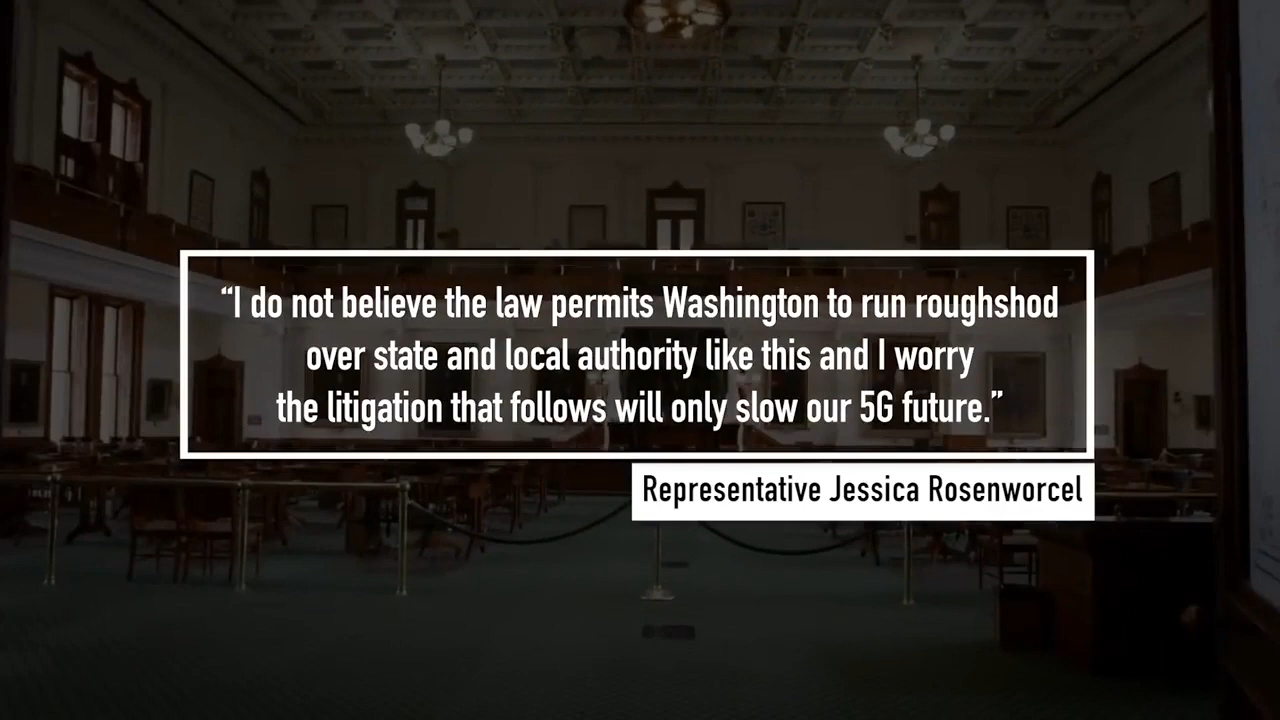 “I do not believe the law permits Washington to run roughshod
over state and local authority like this and I worry
the litigation that follows will only slow our 5G future.”
Representative Jessica Rosenworcel